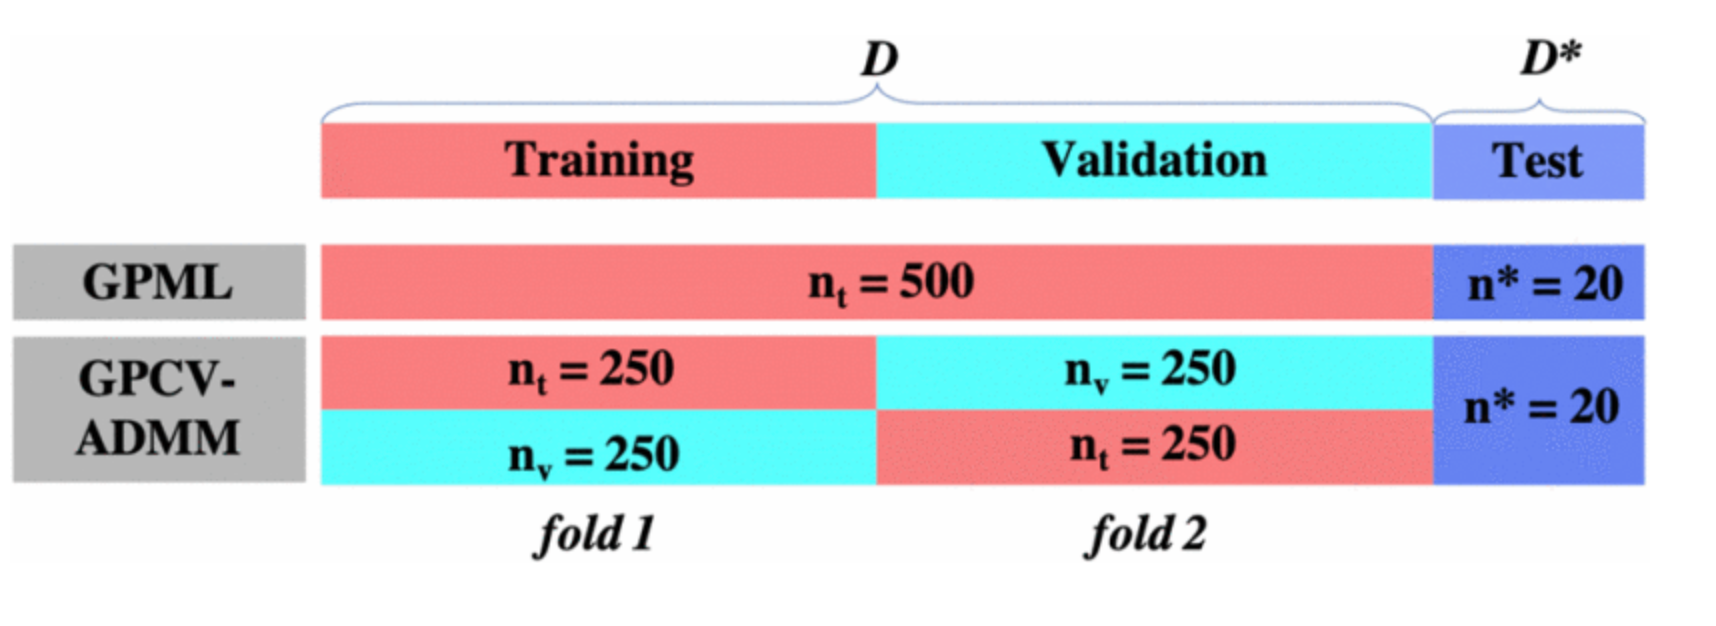 D D*
Training Validation Test
GPML n_t = 500 n* = 20
GPCV-
ADMM
n_t = 250 n_v = 250
n_v = 250 n_t = 250
n* = 20
fold 1 fold 2